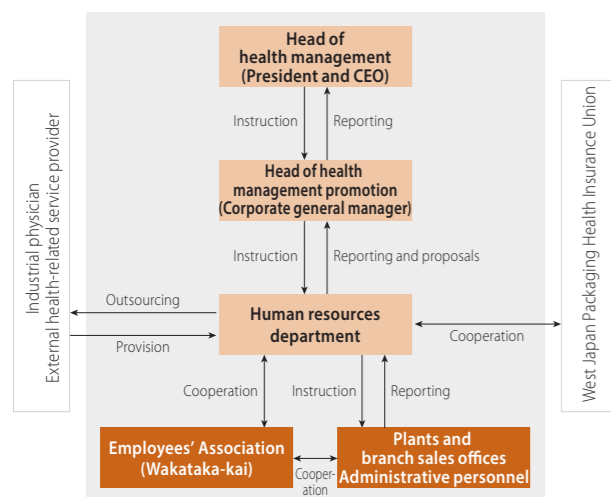 Head of
health management
(President and CEO)
Instruction
Reporting
Head of health
management promotion
(Corporate general manager)
Instruction
Reporting and proposals
Industrial physician
External health-related service provider
Outsourcing
Provision
Human resources
department
Cooperation
West Japan Packaging Health Insurance Union
Cooperation
Instruction
Reporting
Employees’ Association
(Wakataka-kai)
Cooper-
ation
Plants and
branch sales offices
Administrative personnel